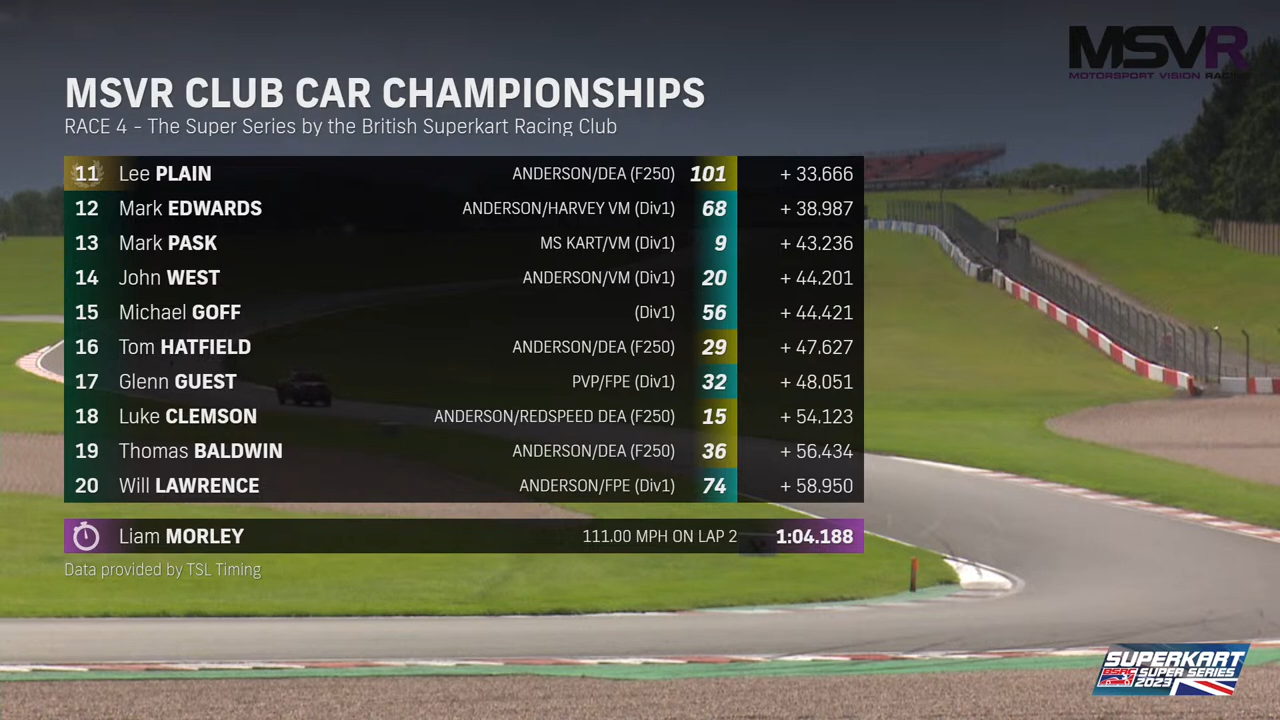 MSVR
MOTORSPORT VISION RACING
MSVR CLUB CAR CHAMPIONSHIPS
RACE 4 - The Super Series by the British Superkart Racing Club
11 Lee PLAIN ANDERSON/DEA (F250) 101 + 33.666
12 Mark EDWARDS ANDERSON/HARVEY VM (Div1) 68 + 38.987
13 Mark PASK MS KART/VM (Div1) 9 + 43.236
14 John WEST ANDERSON/VM (Div1) 20 + 44.201
15 Michael GOFF (Div1) 56 + 44.421
16 Tom HATFIELD ANDERSON/DEA (F250) 29 + 47.627
17 Glenn GUEST PVP/FPE (Div1) 32 + 48.051
18 Luke CLEMSON ANDERSON/REDSPEED DEA (F250) 15 + 54.123
19 Thomas BALDWIN ANDERSON/DEA (F250) 36 + 56.434
20 Will LAWRENCE ANDERSON/FPE (Div1) 74 + 58.950
Liam MORLEY 111.00 MPH ON LAP 2 1:04.188
Data provided by TSL Timing
SUPERKART
BSRC SUPER SERIES
2023